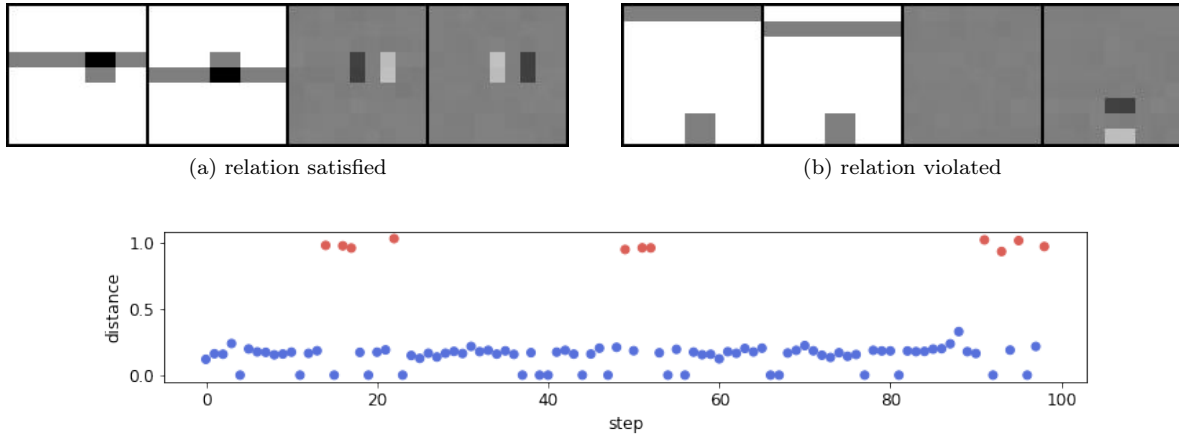 (a) relation satisfied
(b) relation violated
1.0
0.5
0.0
distance
0 20 40 60 80 100
step